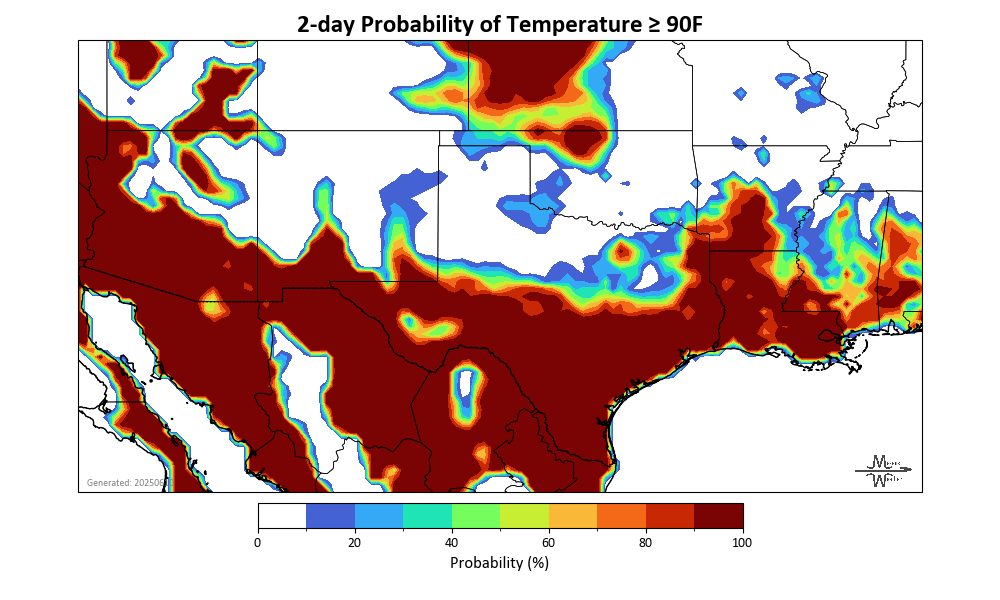 2-day Probability of Temperature ≥ 90F
Generated: 202506
0 20 40 60 80 100
Probability (%)